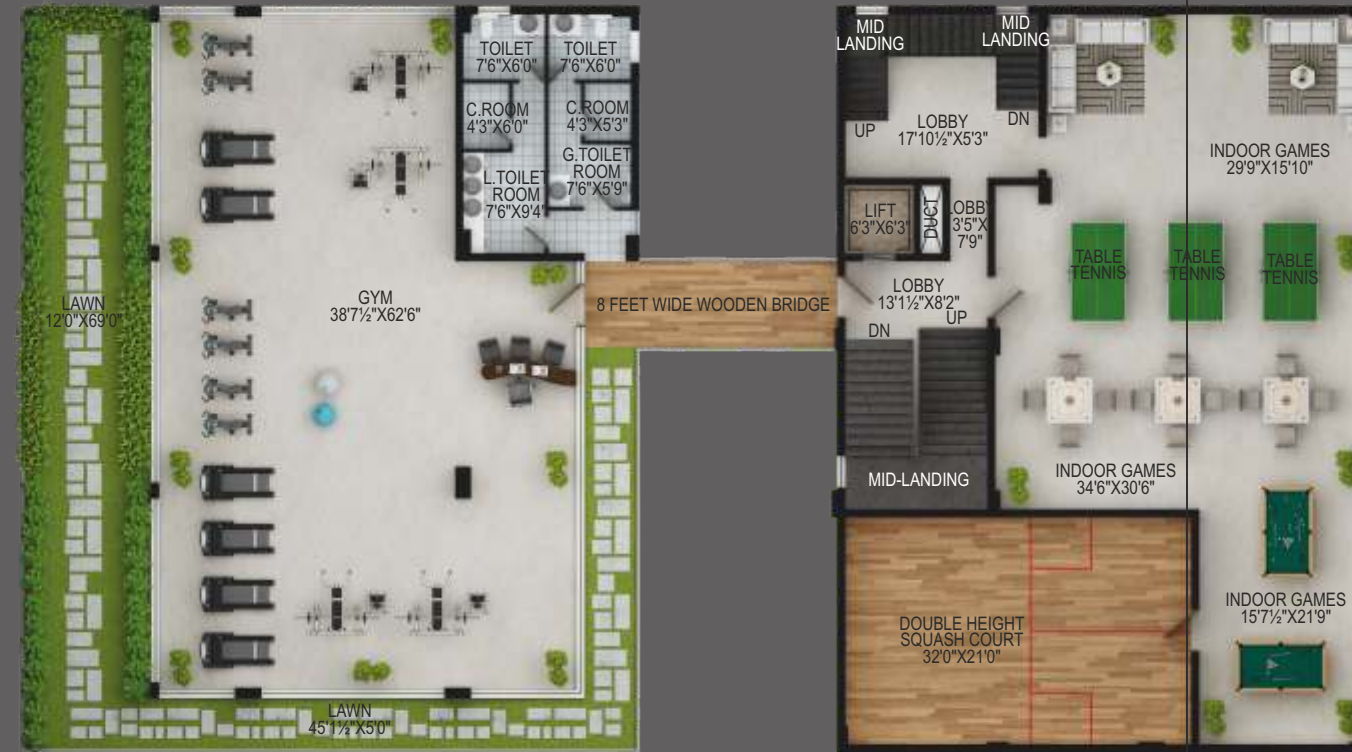 LAWN
12'0"X69'0"
GYM
38'7½"X62'6"
TOILET
7'6"X6'0"
TOILET
7'6"X6'0"
C.ROOM
4'3"X6'0"
C.ROOM
4'3"X5'3"
L.TOILET
ROOM
7'6"X9'4"
G.TOILET
ROOM
7'6"X5'9"
8 FEET WIDE WOODEN BRIDGE
LAWN
45'1½"X5'0"
MID
LANDING
MID
LANDING
UP
DN
LOBBY
17'10½"X5'3"
LIFT
6'3"X6'3"
DUCT
LOBBY
3'5"X
7'9"
LOBBY
13'1½"X8'2"
DN
UP
MID-LANDING
INDOOR GAMES
29'9"X15'10"
TABLE
TENNIS
TABLE
TENNIS
TABLE
TENNIS
INDOOR GAMES
34'6"X30'6"
DOUBLE HEIGHT
SQUASH COURT
32'0"X21'0"
INDOOR GAMES
15'7½"X21'9"